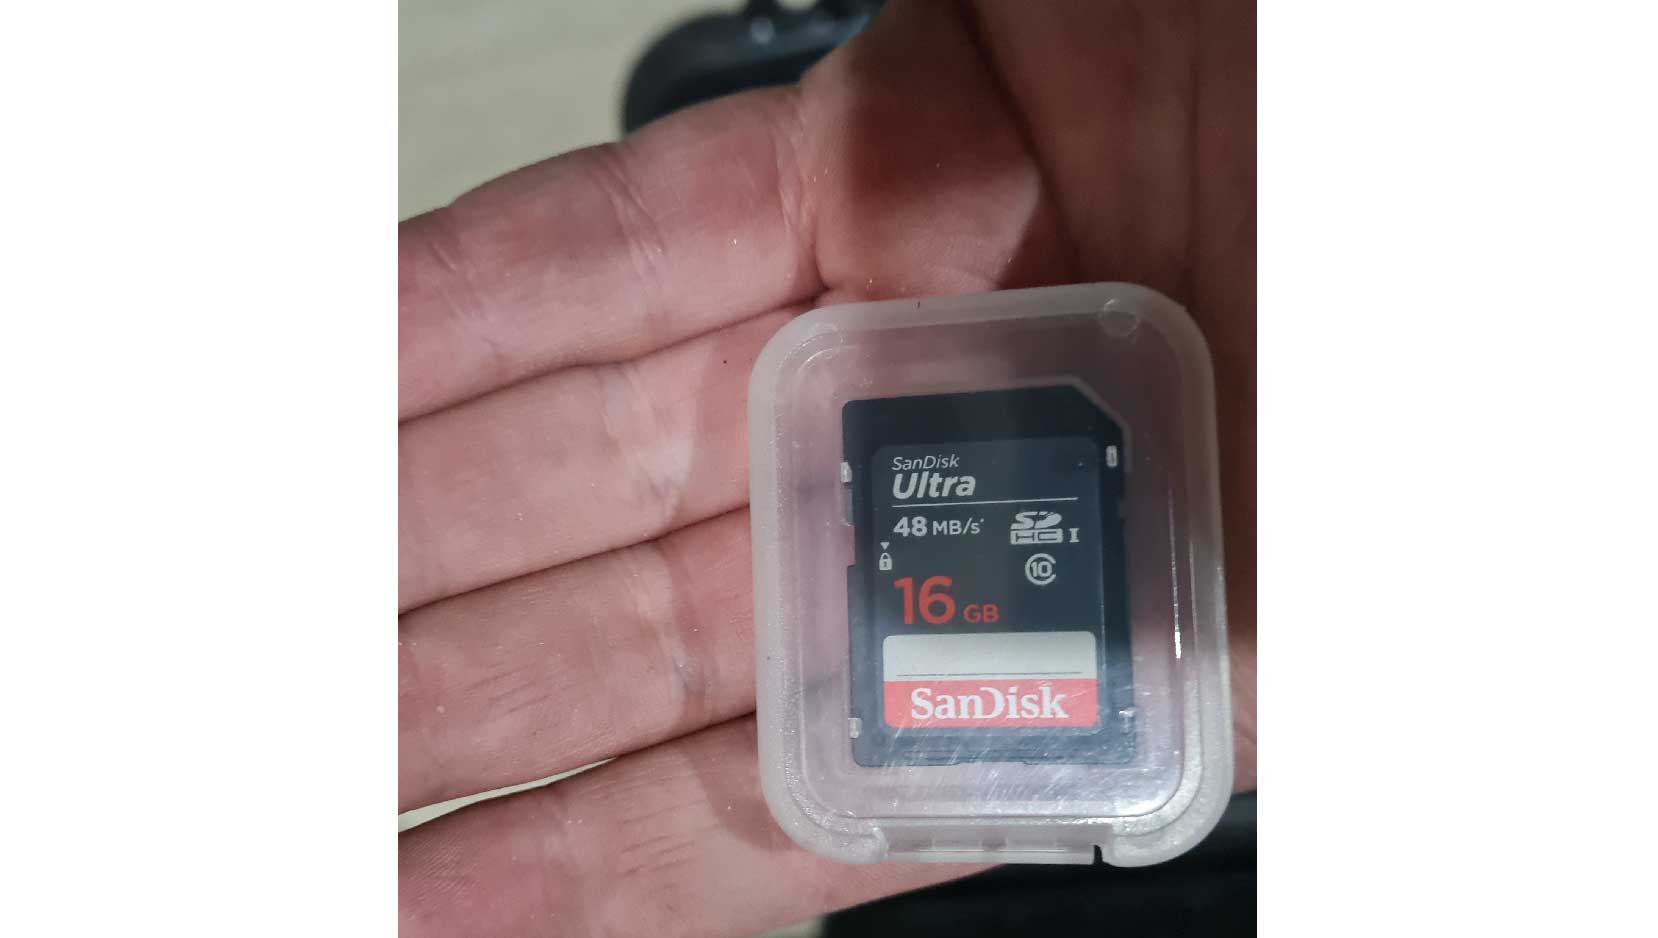 SanDisk
Ultra
48 MB/s*
SD HC I
10
16 GB
SanDisk